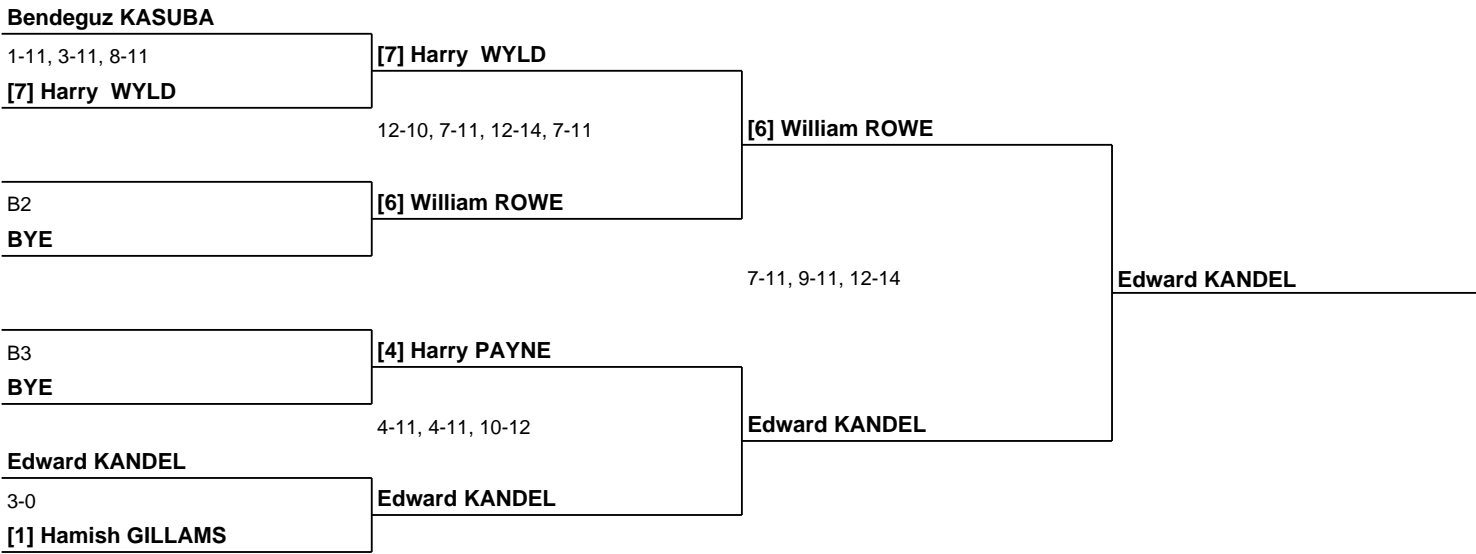 Bendeguz KASUBA
1-11, 3-11, 8-11
[7] Harry  WYLD
[7] Harry  WYLD
12-10, 7-11, 12-14, 7-11
[6] William ROWE
B2
[6] William ROWE
BYE
7-11, 9-11, 12-14
Edward KANDEL
B3
[4] Harry PAYNE
BYE
4-11, 4-11, 10-12
Edward KANDEL
Edward KANDEL
3-0
Edward KANDEL
[1] Hamish GILLAMS